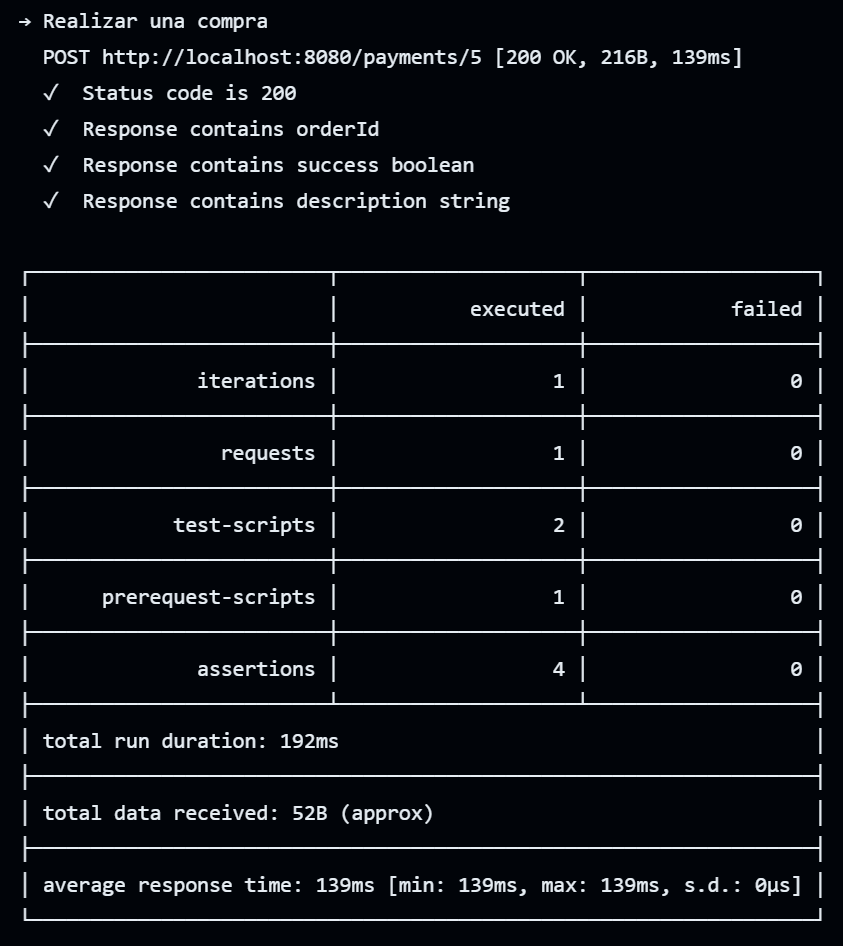 → Realizar una compra
POST http://localhost:8080/payments/5 [200 OK, 216B, 139ms]
✓ Status code is 200
✓ Response contains orderId
✓ Response contains success boolean
✓ Response contains description string
executed failed
iterations 1 0
requests 1 0
test-scripts 2 0
prerequest-scripts 1 0
assertions 4 0
total run duration: 192ms
total data received: 52B (approx)
average response time: 139ms [min: 139ms, max: 139ms, s.d.: 0µs]